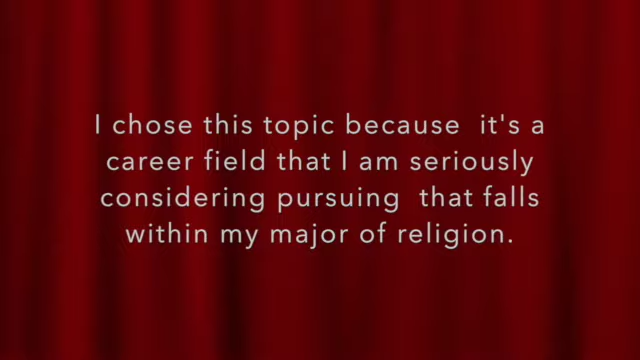 I chose this topic because  it's a
career field that I am seriously
considering pursuing  that falls
within my major of religion.